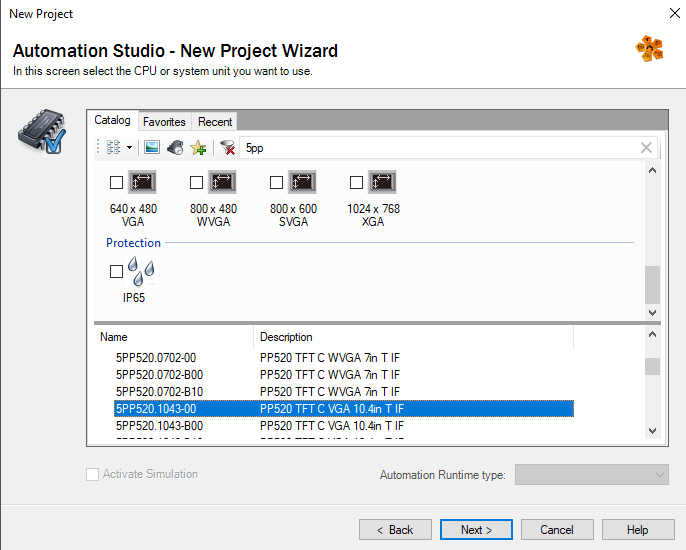 New Project
Automation Studio - New Project Wizard
In this screen select the CPU or system unit you want to use.
Catalog Favorites Recent
5pp
640 x 480 800 x 480 800 x 600 1024 x 768
VGA WVGA SVGA XGA
Protection
IP65
Name Description
5PP520.0702-00 PP520 TFT C WVGA 7in T IF
5PP520.0702-B00 PP520 TFT C WVGA 7in T IF
5PP520.0702-B10 PP520 TFT C WVGA 7in T IF
5PP520.1043-00 PP520 TFT C VGA 10.4in T IF
5PP520.1043-B00 PP520 TFT C VGA 10.4in T IF
Activate Simulation Automation Runtime type:
< Back Next > Cancel Help